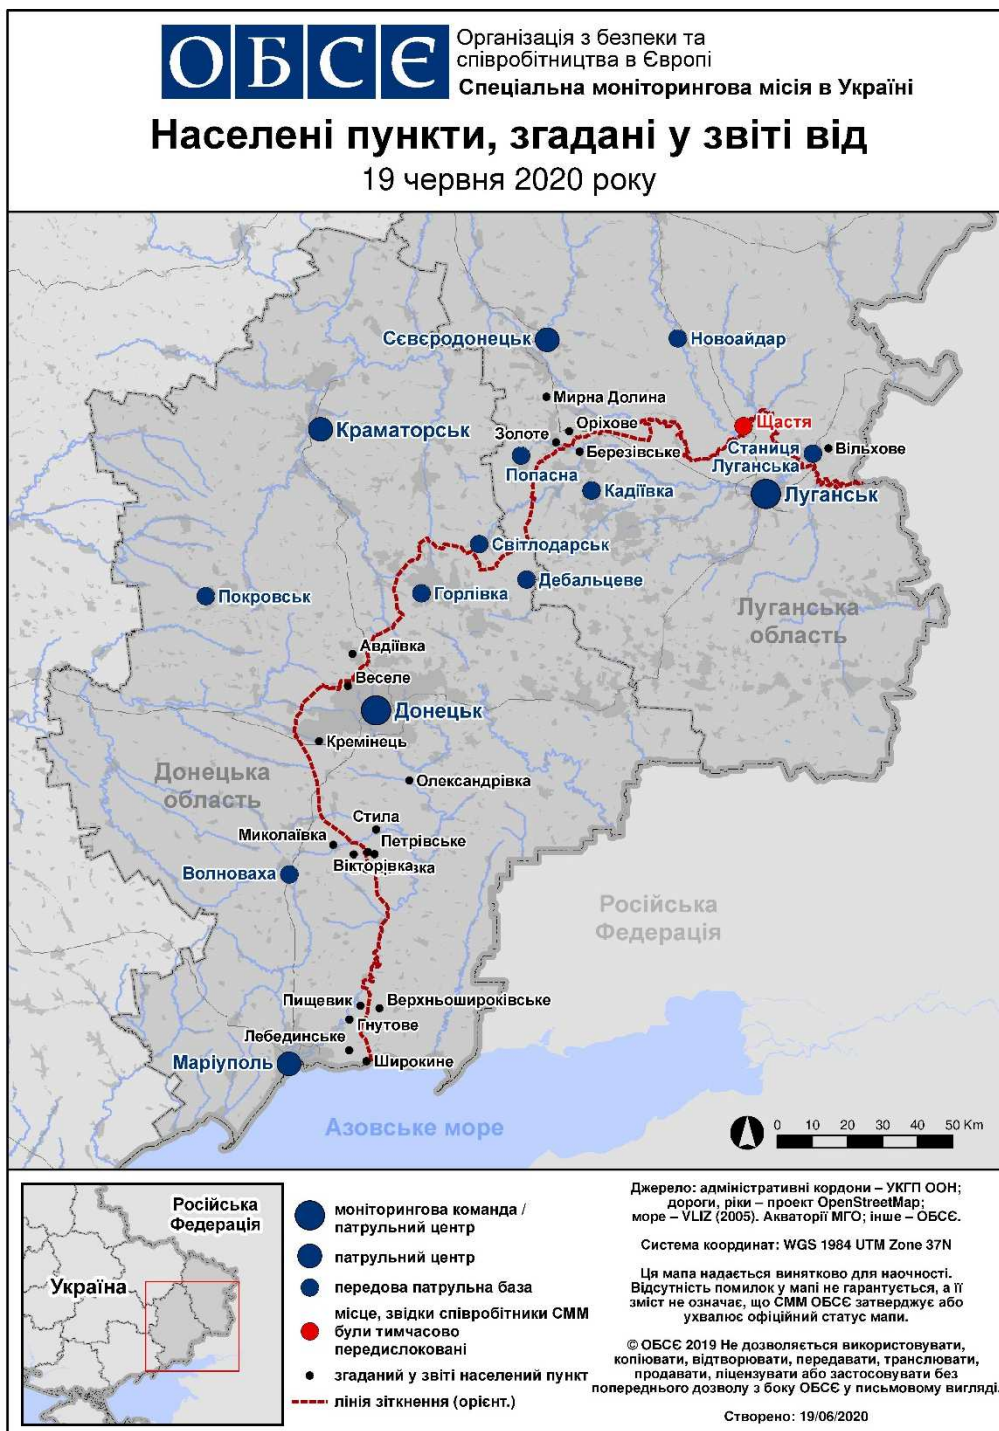 ОБСЄ
Організація з безпеки та
співробітництва в Європі
Спеціальна моніторингова місія в Україні
Населені пункти, згадані у звіті від
19 червня 2020 року
Сєвєродонецьк
Новоайдар
Мирна Долина
Краматорськ
Оріхове
Золоте
Щастя
Березівське
Станиця
Луганська
Вільхове
Попасна
Кадіївка
Луганськ
Світлодарськ
Дебальцеве
Горлівка
Покровськ
Луганська
область
Авдіївка
Веселе
Донецьк
Кремінець
Донецька
область
Олександрівка
Стила
Миколаївка
Петрівське
Вікторівка
Волноваха
Російська
Федерація
Пищевик
Верхньошироківське
Гнутове
Лебединське
Широкине
Маріуполь
Азовське море
0 10 20 30 40 50 Km
Російська
Федерація
Україна
моніторингова команда /
патрульний центр
патрульний центр
передова патрульна база
місце, звідки співробітники СММ
були тимчасово
передислоковані
згаданий у звіті населений пункт
лінія зіткнення (орієнт.)
Джерело: адміністративні кордони – УКГП ООН;
дороги, ріки – проект OpenStreetMap;
море – VLIZ (2005). Акваторії МГО; інше – ОБСЄ.
Система координат: WGS 1984 UTM Zone 37N
Ця мапа надається винятково для наочності.
Відсутність помилок у мапі не гарантується, а її
зміст не означає, що СММ ОБСЄ затверджує або
ухвалює офіційний статус мапи.
© ОБСЄ 2019 Не дозволяється використовувати,
копіювати, відтворювати, передавати, транслювати,
продавати, ліцензувати або застосовувати без
попереднього дозволу з боку ОБСЄ у письмовому вигляді.
Створено: 19/06/2020